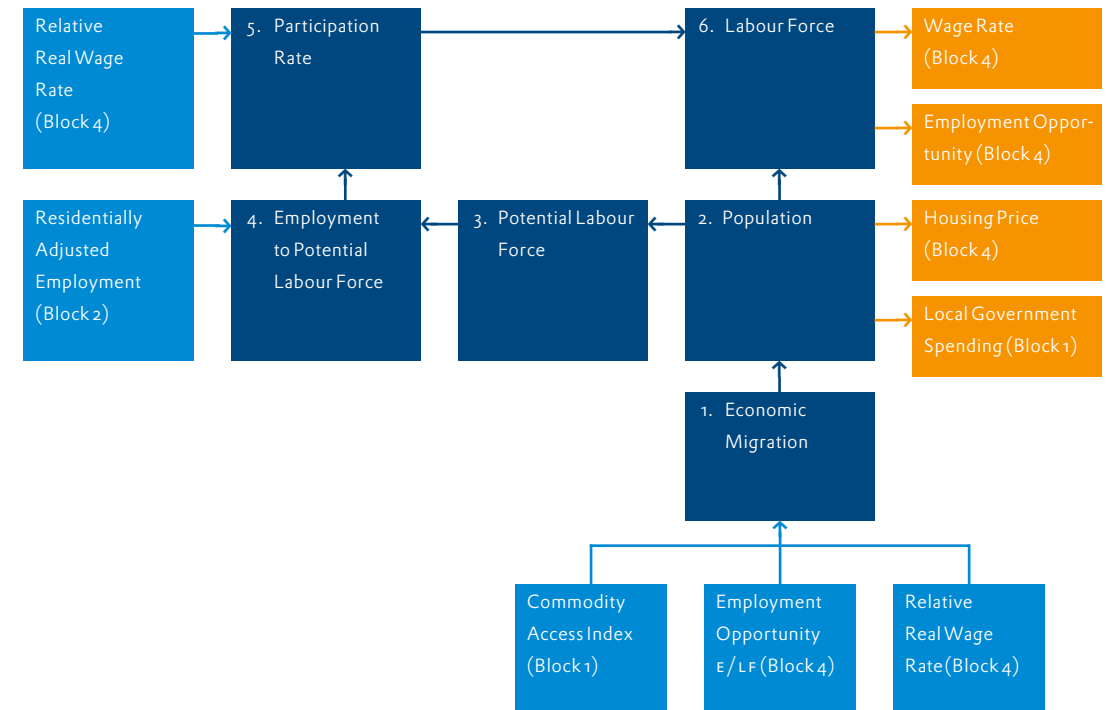 Relative
Real Wage
Rate
(Block 4)
5. Participation
Rate
6. Labour Force
Wage Rate
(Block 4)
Employment Oppor-
tunity (Block 4)
Residentially
Adjusted
Employment
(Block 2)
4. Employment
to Potential
Labour Force
3. Potential Labour
Force
2. Population
Housing Price
(Block 4)
Local Government
Spending (Block 1)
1. Economic
Migration
Commodity
Access Index
(Block 1)
Employment
Opportunity
E/LF (Block 4)
Relative
Real Wage
Rate(Block 4)